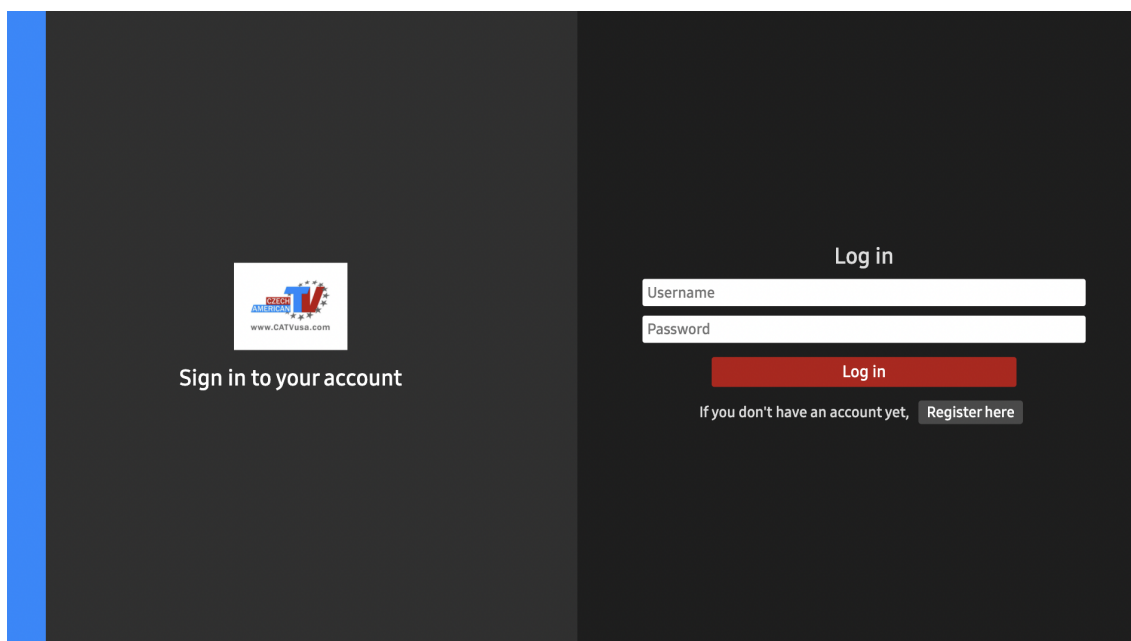 CZECH
AMERICAN TV
www.CATVusa.com
Sign in to your account
Log in
Username
Password
Log in
If you don't have an account yet, Register here